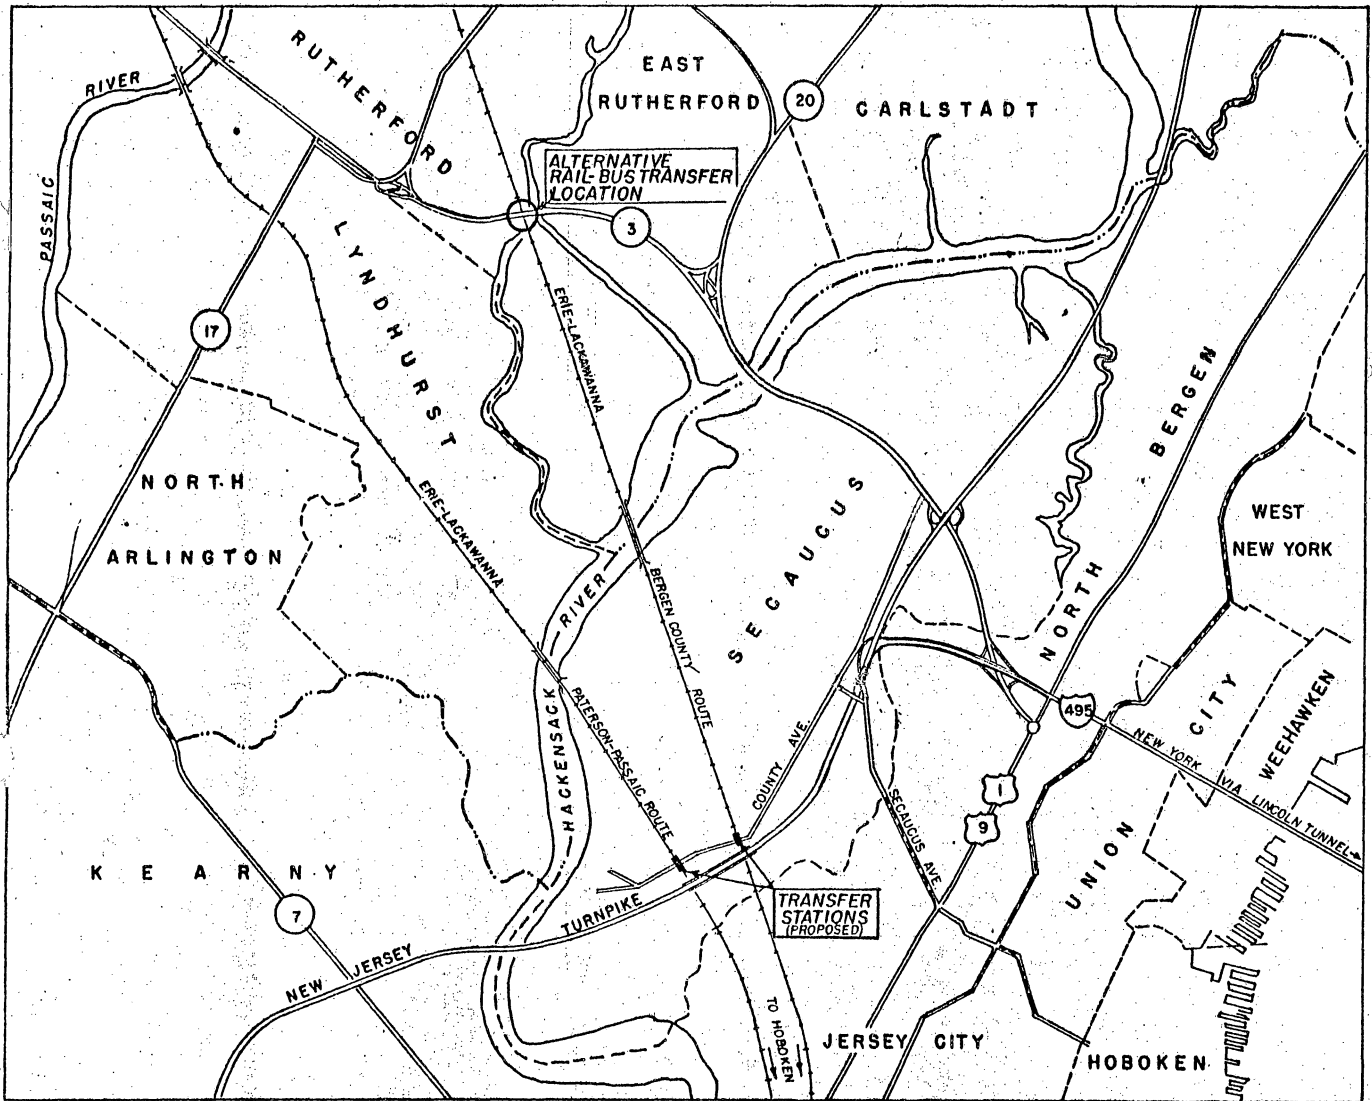 RUTHERFORD
EAST
RUTHERFORD
20
CARLSTADT
RIVER
PASSAIC
ALTERNATIVE
RAIL-BUS TRANSFER
LOCATION
3
LYNDHURST
17
ERIE-LACKAWANNA
NORTH
ARLINGTON
ERIE-LACKAWANNA
SECAUCUS
NORTH BERGEN
WEST
NEW YORK
RIVER
HACKENSACK
BERGEN COUNTY ROUTE
PATERSON-PASSAIC ROUTE
COUNTY AVE.
495
NEW YORK VIA LINCOLN TUNNEL
UNION CITY
WEEHAWKEN
1
9
SECAUCUS AVE.
KEARNY
7
TRANSFER
STATIONS
(PROPOSED)
NEW JERSEY TURNPIKE
TO HOBOKEN
JERSEY CITY
HOBOKEN